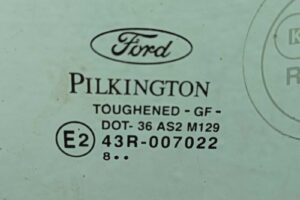 Ford
PILKINGTON
TOUGHENED - GF -
DOT- 36 AS2 M129
E2 43R-007022
8 ••
K
R